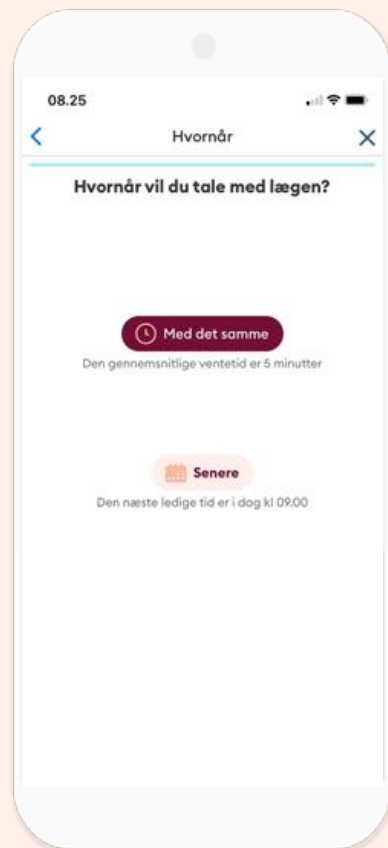 08.25
Hvornår
Hvornår vil du tale med lægen?
Med det samme
Den gennemsnitlige ventetid er 5 minutter
Senere
Den næste ledige tid er i dag kl 09.00